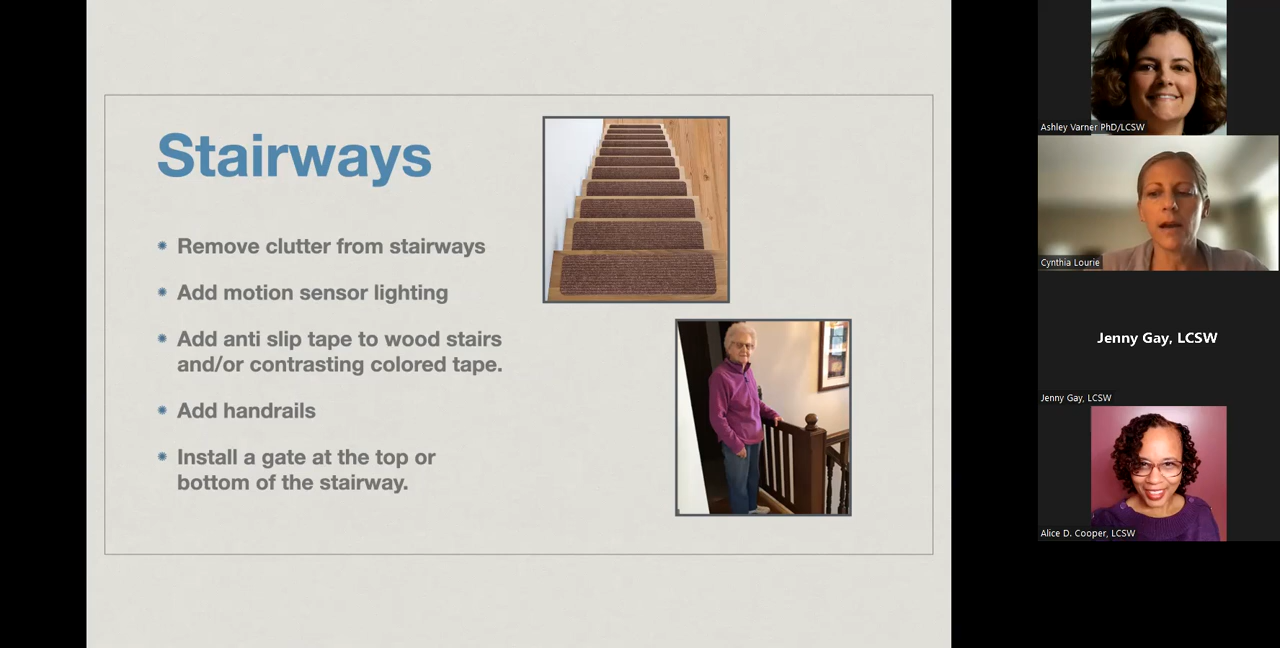 Stairways
Remove clutter from stairways
Add motion sensor lighting
Add anti slip tape to wood stairs
and/or contrasting colored tape.
Add handrails
Install a gate at the top or
bottom of the stairway.
Ashley Varner PhD/LCSW
Cynthia Lourie
Jenny Gay, LCSW
Jenny Gay, LCSW
Alice D. Cooper, LCSW